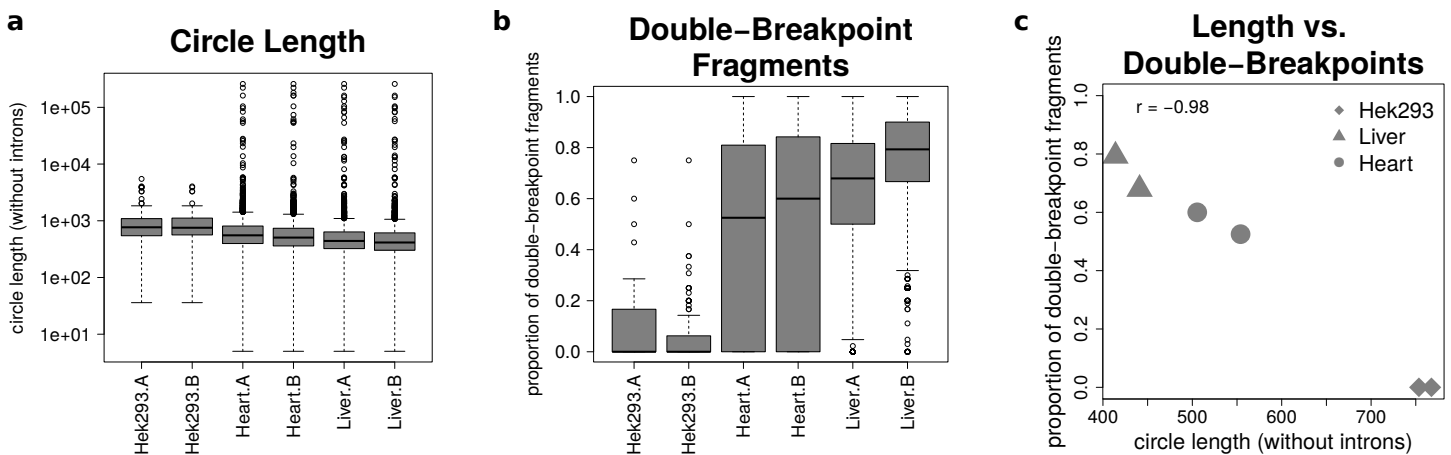 a
Circle Length
circle length (without introns)
1e+05
1e+04
1e+03
1e+02
1e+01
Hek293.A
Hek293.B
Heart.A
Heart.B
Liver.A
Liver.B
b
Double−Breakpoint
Fragments
proportion of double−breakpoint fragments
1.0
0.8
0.6
0.4
0.2
0.0
Hek293.A
Hek293.B
Heart.A
Heart.B
Liver.A
Liver.B
c
Length vs.
Double−Breakpoints
proportion of double−breakpoint fragments
1.0
0.8
0.6
0.4
0.2
0.0
r = −0.98
Hek293
Liver
Heart
400
500
600
700
circle length (without introns)